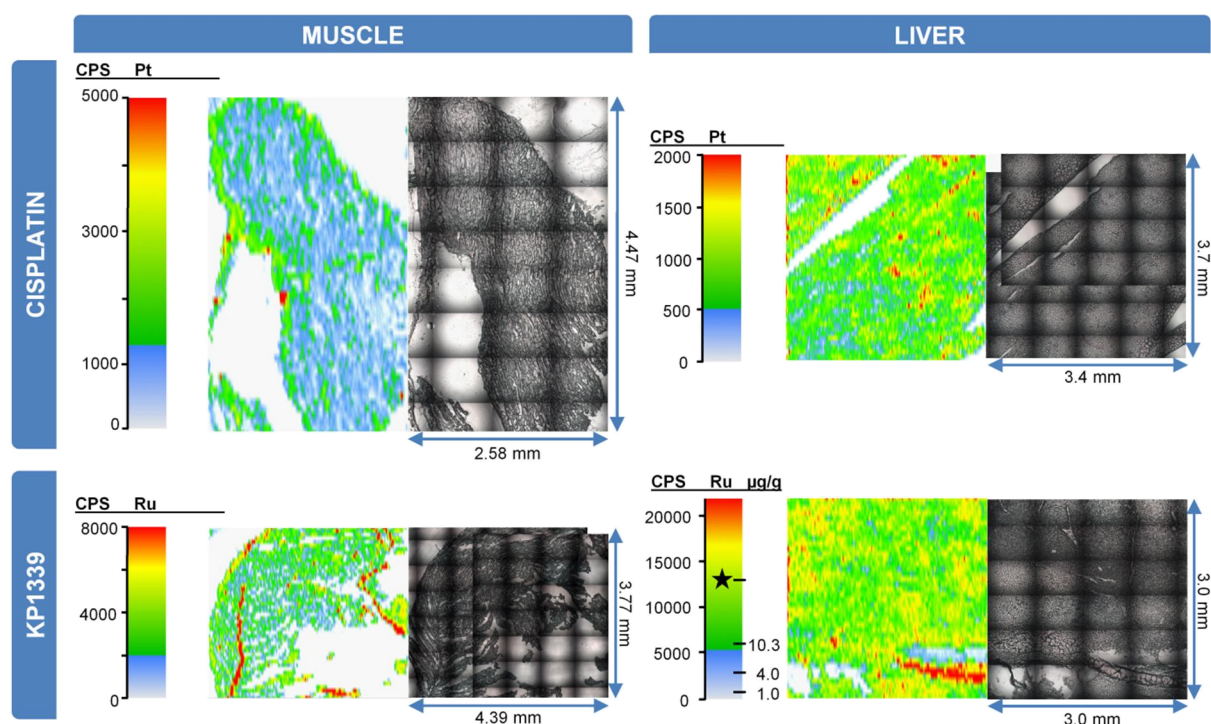 MUSCLE
LIVER
CISPLATIN
CPS Pt
5000
3000
1000
0
4.47 mm
2.58 mm
CPS Pt
2000
1500
1000
500
0
3.7 mm
3.4 mm
KP1339
CPS Ru
8000
4000
0
3.77 mm
4.39 mm
CPS Ru µg/g
20000
15000
10000
10.3
5000
4.0
1.0
0
3.0 mm
3.0 mm